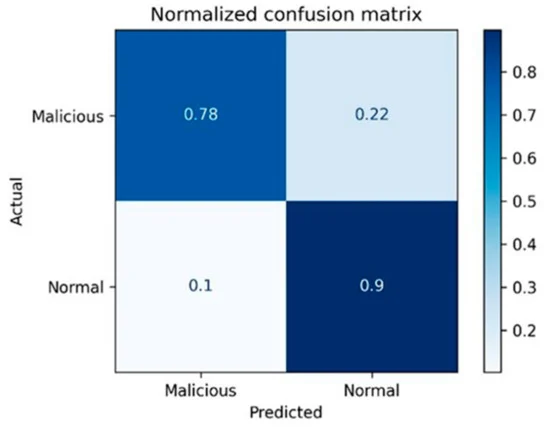 Normalized confusion matrix
Malicious 0.78 0.22
Actual
Normal 0.1 0.9
Malicious Normal
Predicted
0.8
0.7
0.6
0.5
0.4
0.3
0.2